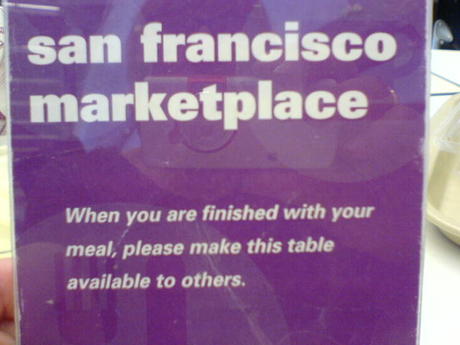 san francisco
marketplace
When you are finished with your
meal, please make this table
available to others.